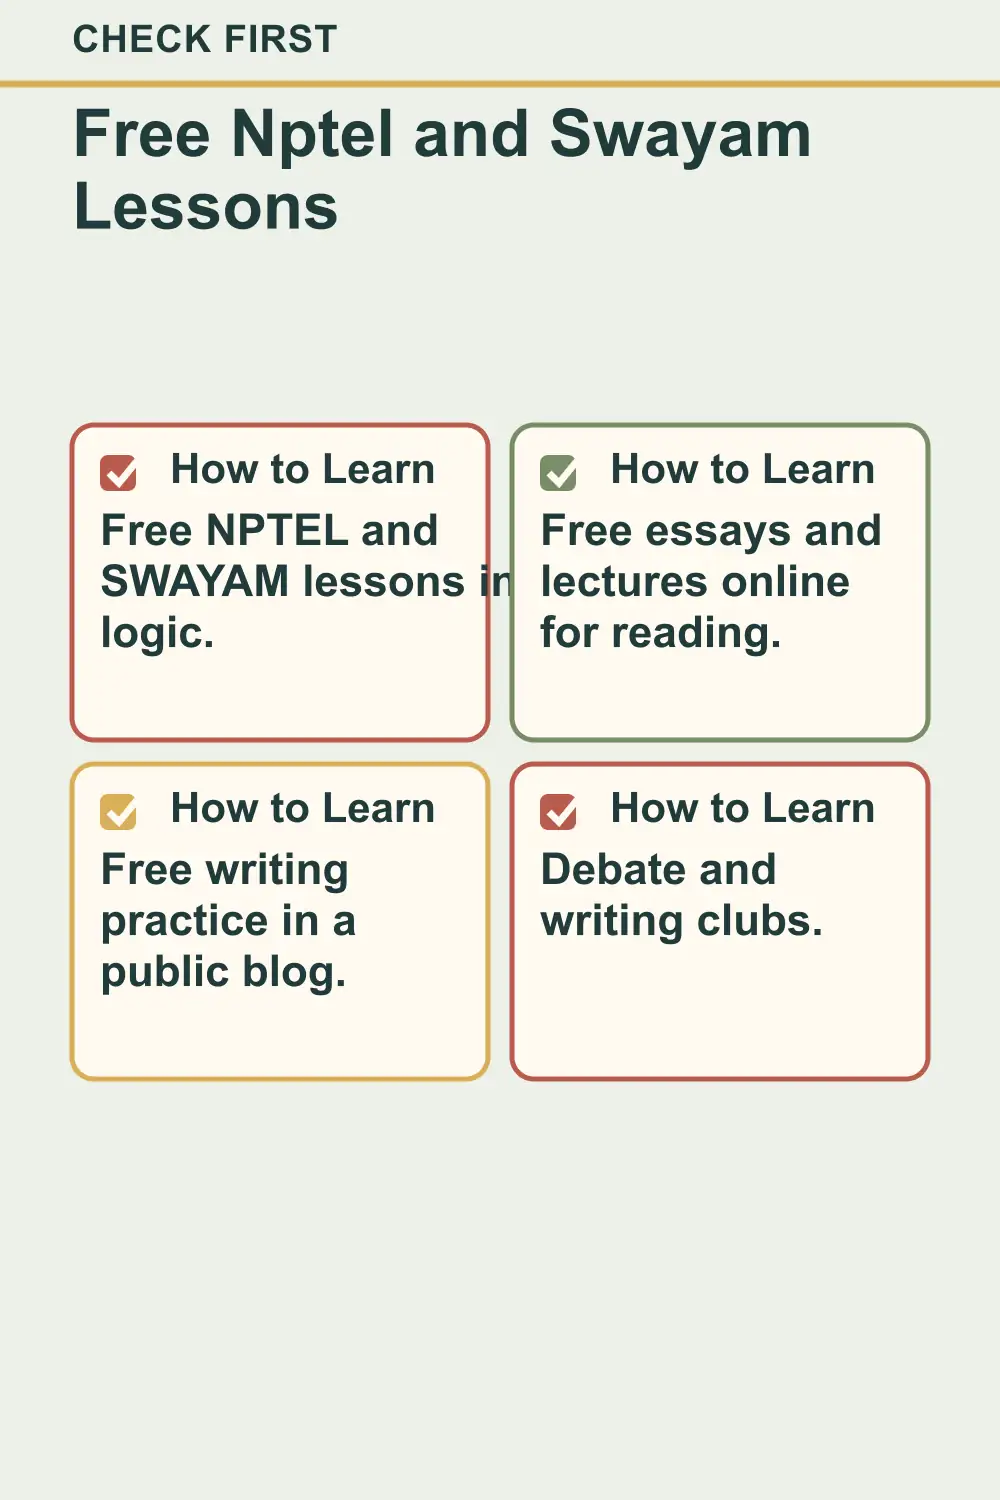 CHECK FIRST
Free Nptel and Swayam
Lessons
How to Learn
Free NPTEL and
SWAYAM lessons in
logic.
How to Learn
Free essays and
lectures online
for reading.
How to Learn
Free writing
practice in a
public blog.
How to Learn
Debate and
writing clubs.